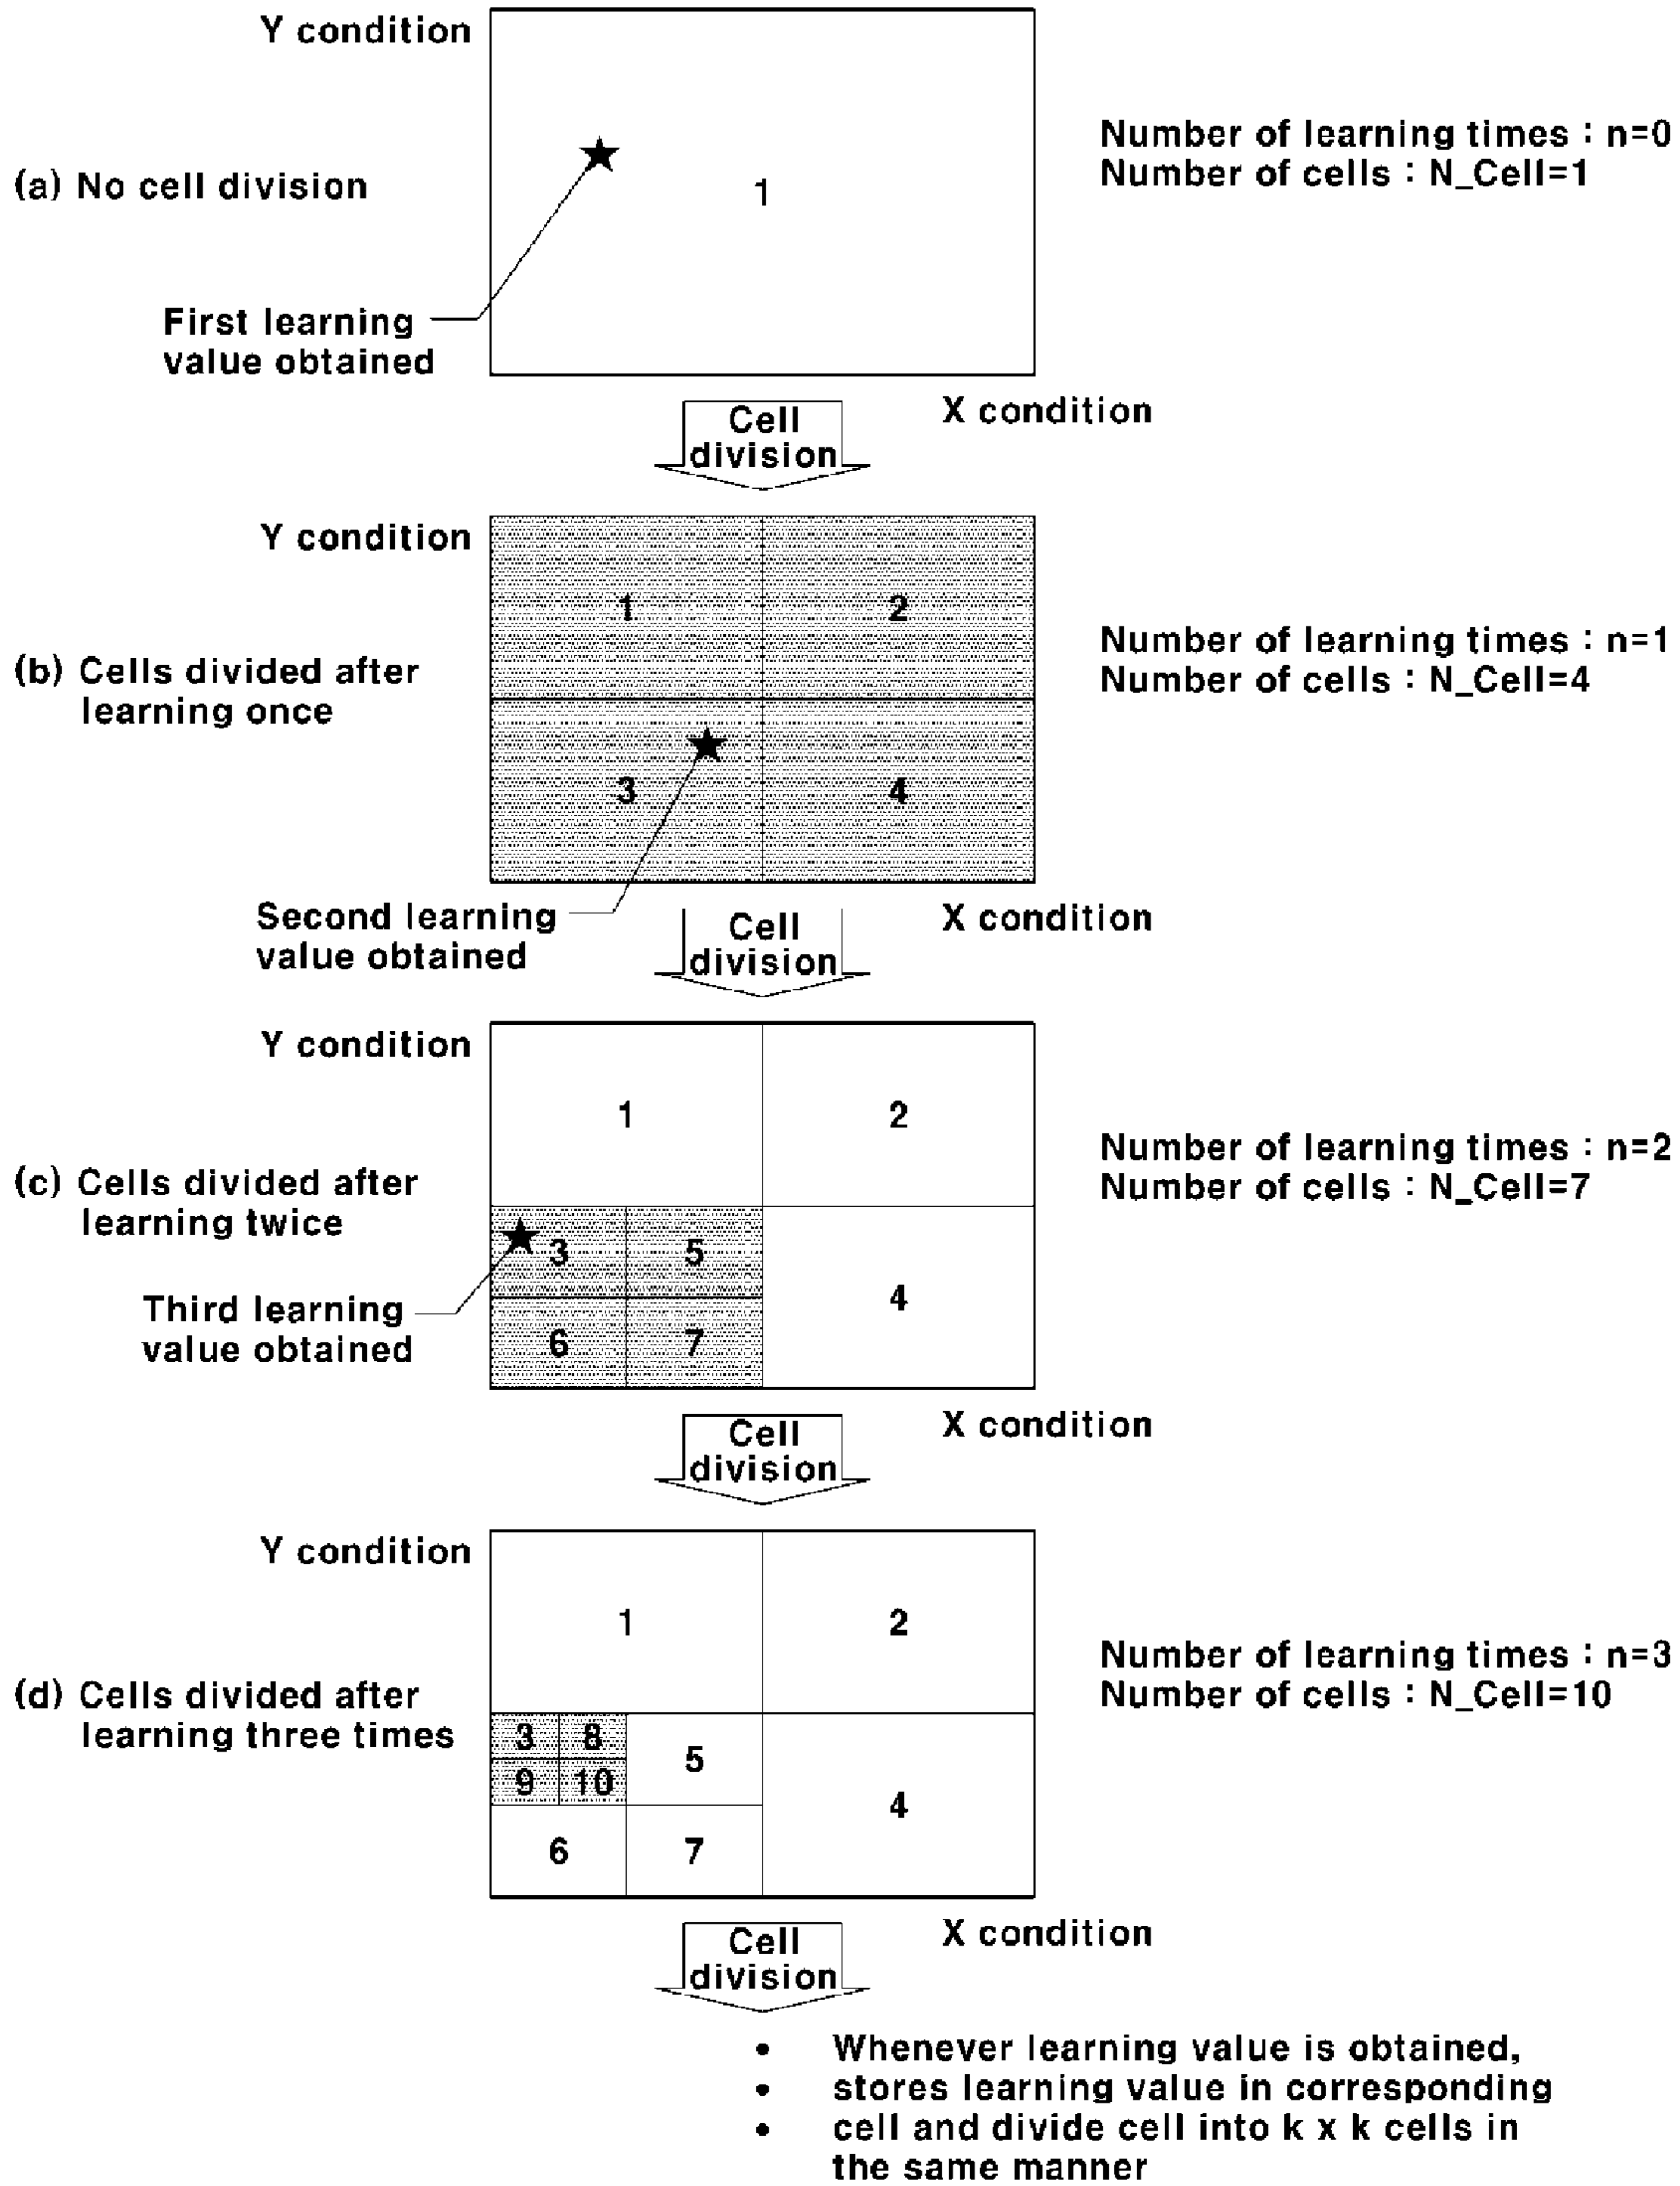 Y condition
(a) No cell division
1
Number of learning times : n=0
Number of cells : N_Cell=1
First learning
value obtained
X condition
Cell
division
Y condition
1
2
(b) Cells divided after
learning once
Number of learning times : n=1
Number of cells : N_Cell=4
3
4
Second learning
value obtained
X condition
Cell
division
Y condition
1
2
(c) Cells divided after
learning twice
Number of learning times : n=2
Number of cells : N_Cell=7
3
5
4
6
7
Third learning
value obtained
X condition
Cell
division
Y condition
1
2
(d) Cells divided after
learning three times
Number of learning times : n=3
Number of cells : N_Cell=10
3
8
5
9
10
4
6
7
X condition
Cell
division
• Whenever learning value is obtained,
• stores learning value in corresponding
• cell and divide cell into k x k cells in
the same manner